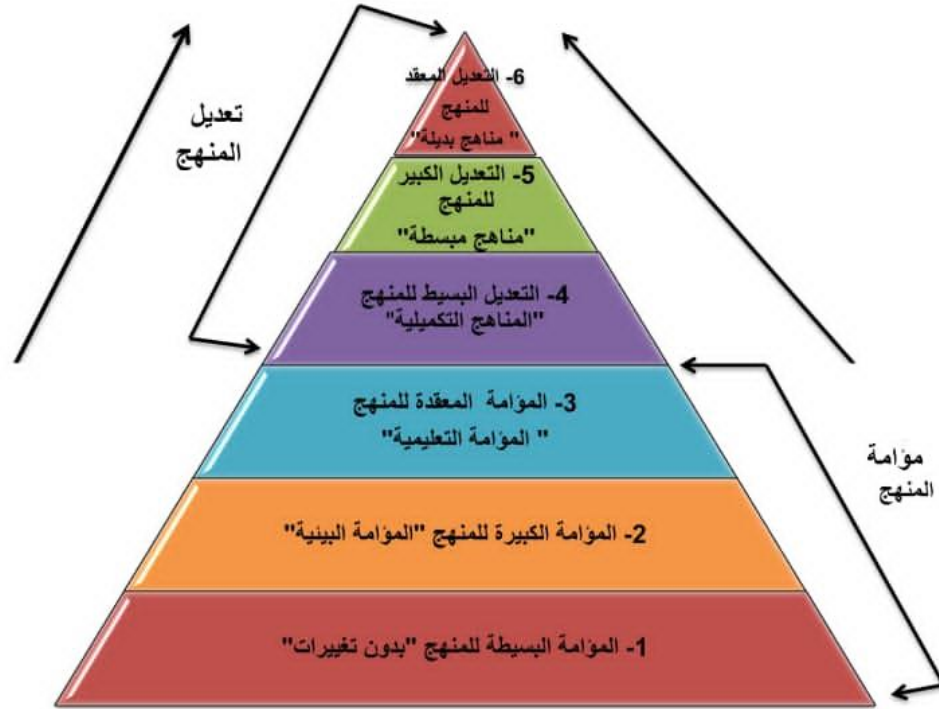 6- التعديل المعقد
للمنهج
" مناهج بديلة"
5- التعديل الكبير
للمنهج
"مناهج مبسطة"
4- التعديل البسيط للمنهج
"المناهج التكميلية"
3- المؤامة المعقدة للمنهج
" المؤامة التعليمية"
2- المؤامة الكبيرة للمنهج "المؤامة البيئية"
1- المؤامة البسيطة للمنهج "بدون تغييرات"
تعديل
المنهج
مؤامة
المنهج